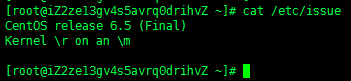 [root@iZ2ze13gv4s5avrq0drihvZ ~]# cat /etc/issue
CentOS release 6.5 (Final)
Kernel \r on an \m

[root@iZ2ze13gv4s5avrq0drihvZ ~]#